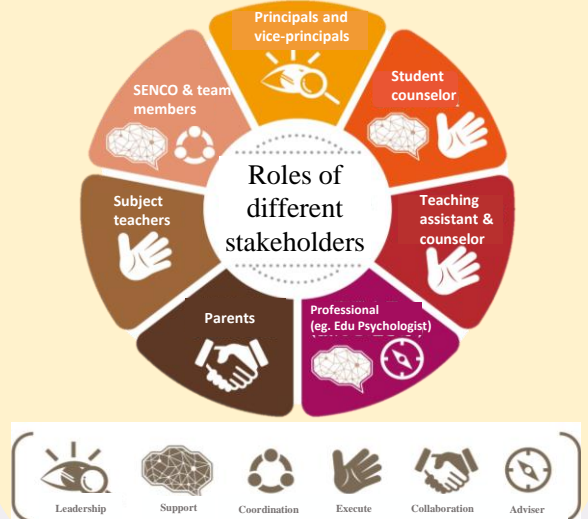 Principals and
vice-principals
Student
counselor
Teaching
assistant &
counselor
Professional
(eg. Edu Psychologist)
Parents
Subject
teachers
SENCO & team
members
Roles of
different
stakeholders
Leadership
Support
Coordination
Execute
Collaboration
Adviser